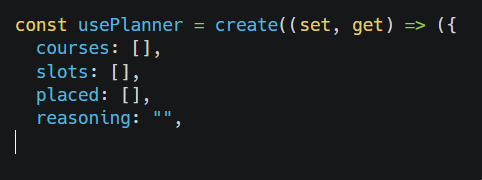 const usePlanner = create((set, get) => ({
  courses: [],
  slots: [],
  placed: [],
  reasoning: "",